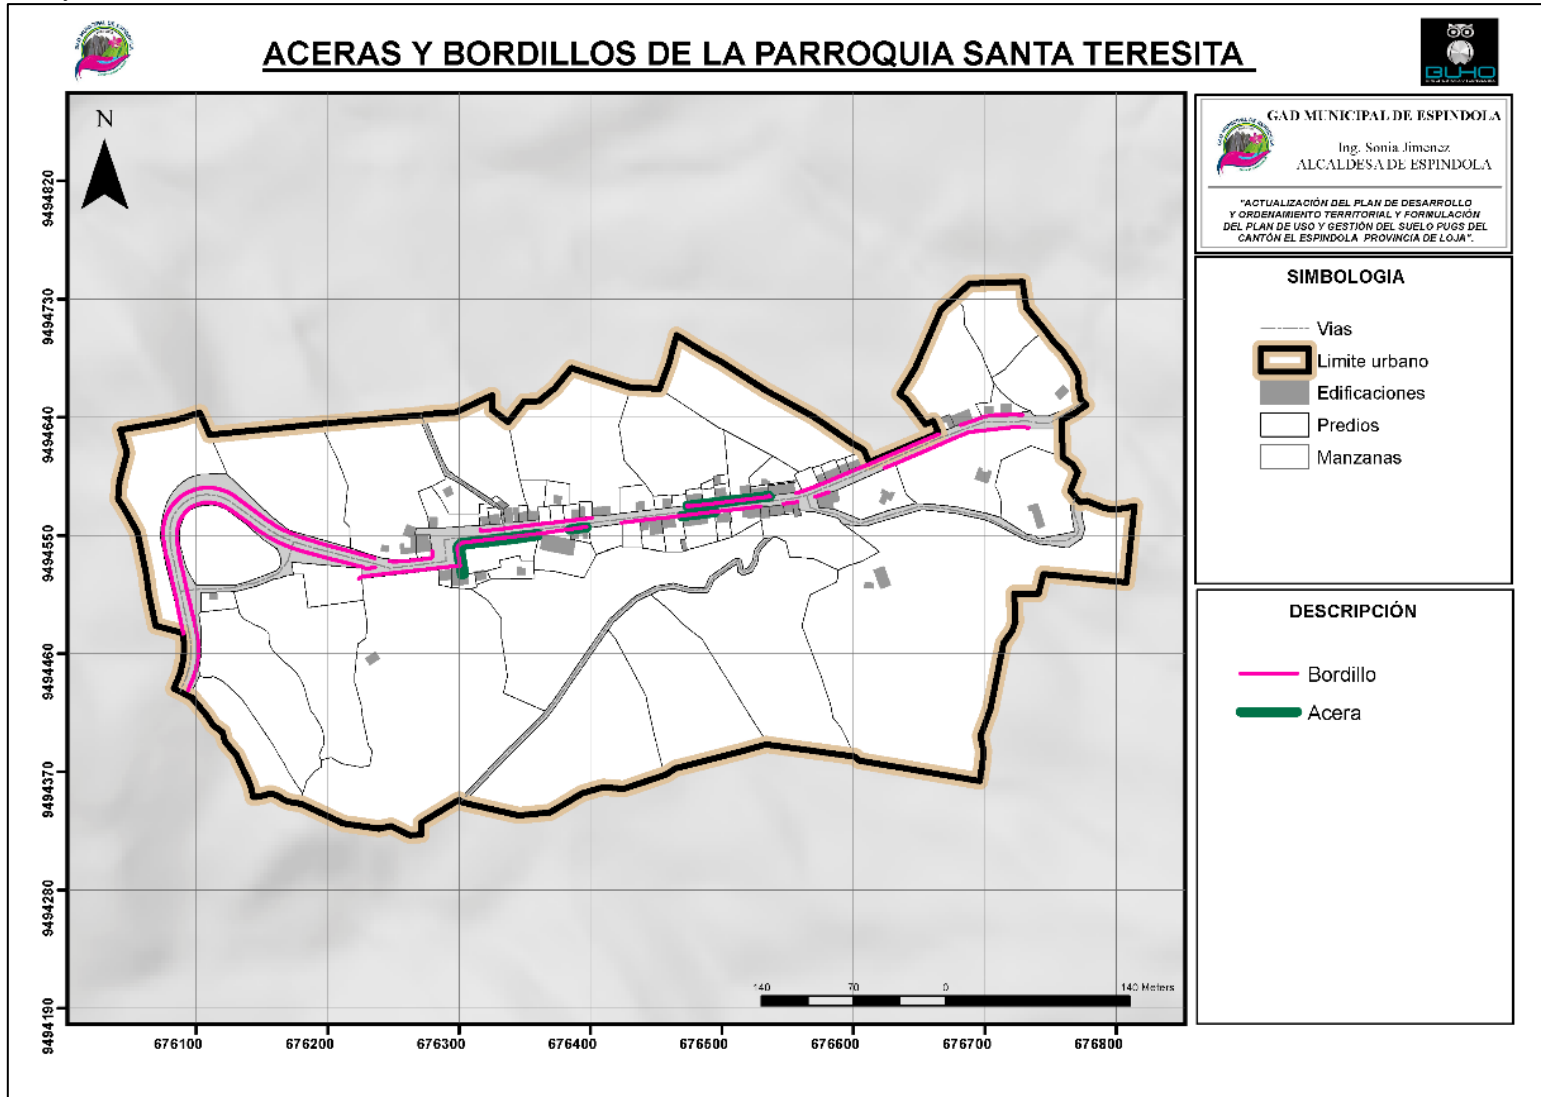 ACERAS Y BORDILLOS DE LA PARROQUIA SANTA TERESITA
BUHO
N
GAD MUNICIPAL DE ESPINDOLA
Ing. Sonia Jimenez
ALCALDESA DE ESPINDOLA
"ACTUALIZACIÓN DEL PLAN DE DESARROLLO
Y ORDENAMIENTO TERRITORIAL Y FORMULACIÓN
DEL PLAN DE USO Y GESTIÓN DEL SUELO PUGS DEL
CANTÓN EL ESPINDOLA PROVINCIA DE LOJA".
SIMBOLOGIA
Vias
Limite urbano
Edificaciones
Predios
Manzanas
DESCRIPCIÓN
Bordillo
Acera
9494820
9494730
9494640
9494550
9494460
9494370
9494280
9494190
140 70 0 140 Meters
676100 676200 676300 676400 676500 676600 676700 676800